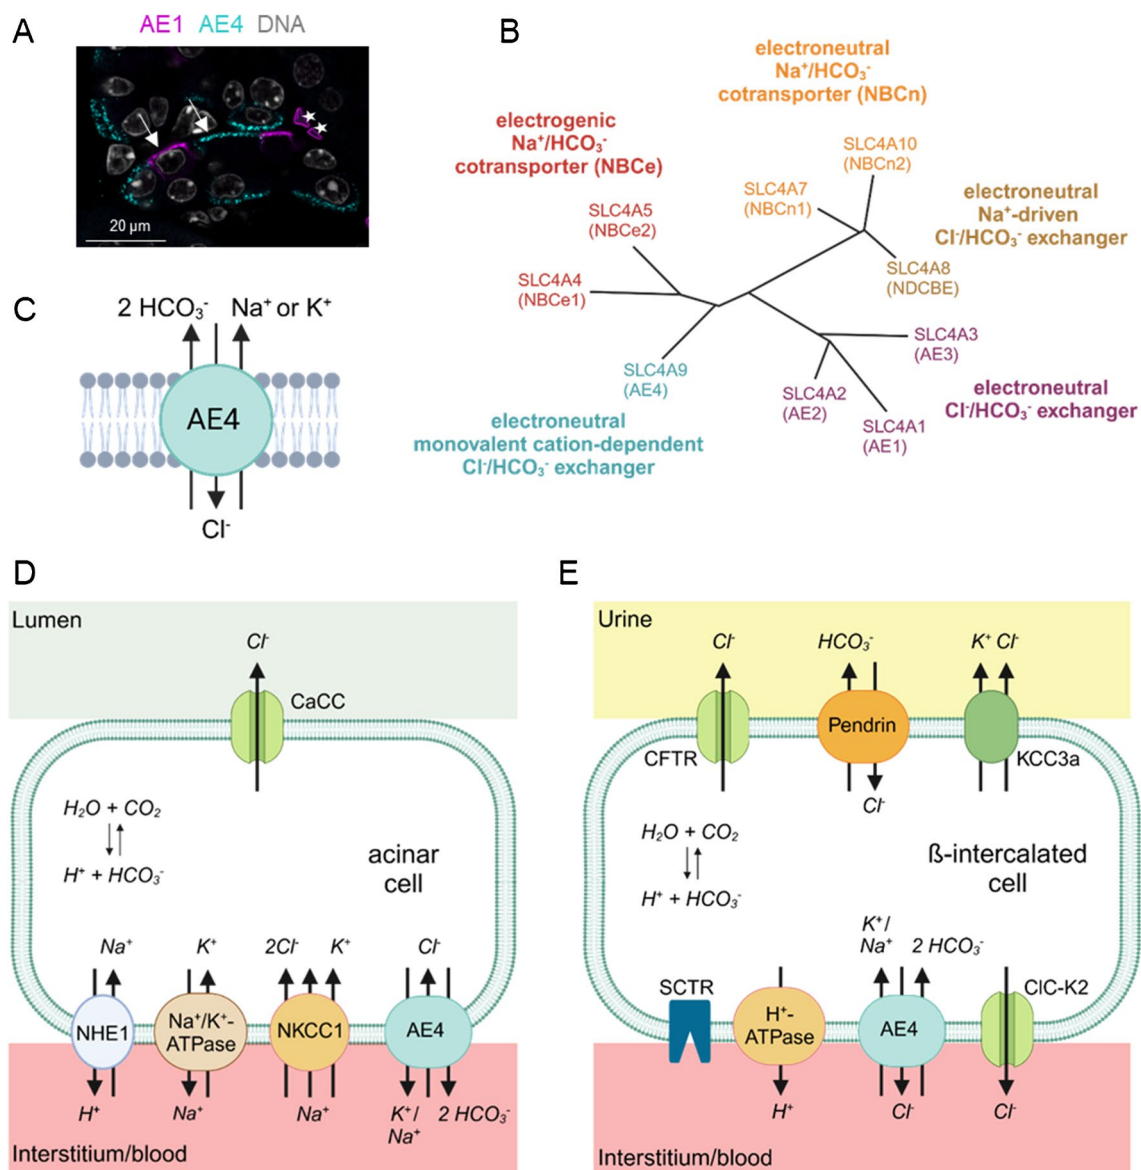 A
AE1 AE4 DNA
20 µm
B
electroneutral
Na⁺/HCO₃⁻
cotransporter (NBCn)
electrogenic
Na⁺/HCO₃⁻
cotransporter (NBCe)
SLC4A10
(NBCn2)
SLC4A7
(NBCn1)
electroneutral
Na⁺-driven
Cl⁻/HCO₃⁻ exchanger
SLC4A5
(NBCe2)
SLC4A8
(NDCBE)
SLC4A4
(NBCe1)
SLC4A3
(AE3)
SLC4A9
(AE4)
SLC4A2
(AE2)
SLC4A1
(AE1)
electroneutral
Cl⁻/HCO₃⁻ exchanger
electroneutral
monovalent cation-dependent
Cl⁻/HCO₃⁻ exchanger
C
2 HCO₃⁻ Na⁺ or K⁺
AE4
Cl⁻
D
Lumen
Cl⁻
CaCC
H₂O + CO₂
H⁺ + HCO₃⁻
acinar
cell
Na⁺ K⁺ 2Cl⁻ K⁺ Cl⁻
NHE1
Na⁺/K⁺-
ATPase
NKCC1
AE4
H⁺ Na⁺ Na⁺ K⁺/
Na⁺
2 HCO₃⁻
Interstitium/blood
E
Urine
Cl⁻ HCO₃⁻ K⁺ Cl⁻
CFTR
Pendrin
KCC3a
Cl⁻
H₂O + CO₂
H⁺ + HCO₃⁻
ß-intercalated
cell
K⁺/
Na⁺
2 HCO₃⁻
SCTR
H⁺-
ATPase
AE4
ClC-K2
H⁺ Cl⁻ Cl⁻
Interstitium/blood